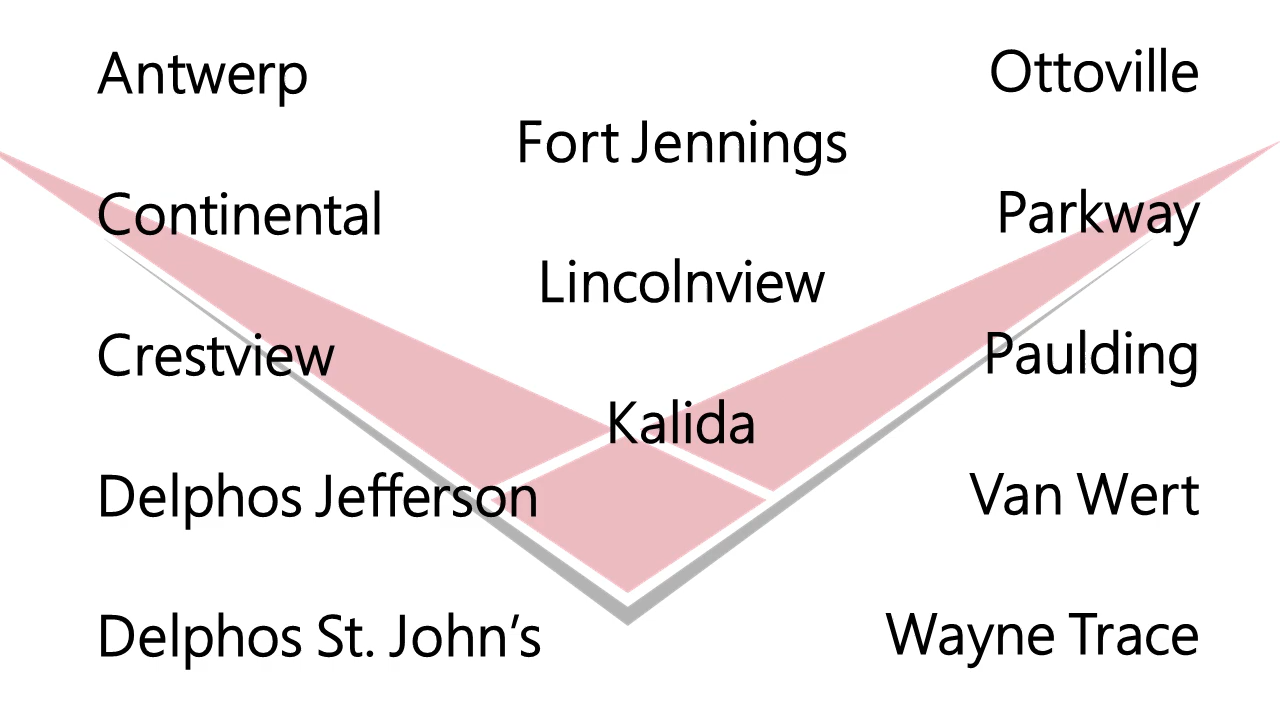 Antwerp
Continental
Crestview
Delphos Jefferson
Delphos St. John's
Fort Jennings
Lincolnview
Kalida
Ottoville
Parkway
Paulding
Van Wert
Wayne Trace